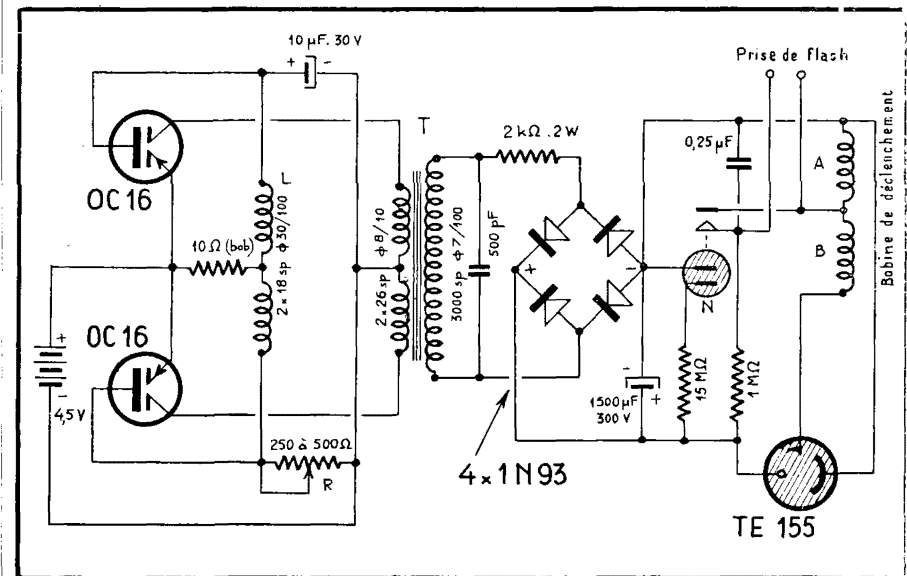 10 µF. 30 V
+
-
Prise de flash
T
2 kΩ . 2W
0,25 µF
OC 16
L
2 x 18 sp ϕ 30/100
10 Ω (bob)
ϕ 8/10
2 x 26 sp
3000 sp ϕ 7/100
500 pF
A
B
Bobine de déclenchement
+
-
N
OC 16
+
-
4,5 V
250 à 500 Ω
R
-
1500 µF
300 V
+
15 MΩ
1 MΩ
4 x 1 N 93
TE 155